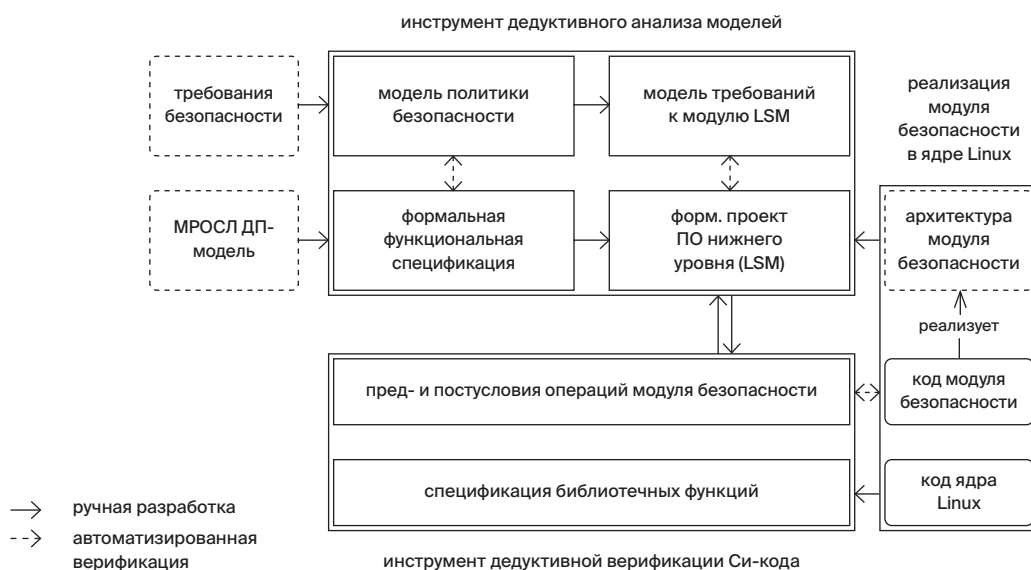 инструмент дедуктивного анализа моделей
требования
безопасности
модель политики
безопасности
модель требований
к модулю LSM
реализация
модуля
безопасности
в ядре Linux
МРОСЛ ДП-
модель
формальная
функциональная
спецификация
форм. проект
ПО нижнего
уровня (LSM)
архитектура
модуля
безопасности
реализует
пред- и постусловия операций модуля безопасности
код модуля
безопасности
спецификация библиотечных функций
код ядра
Linux
ручная разработка
автоматизированная
верификация
инструмент дедуктивной верификации Си-кода